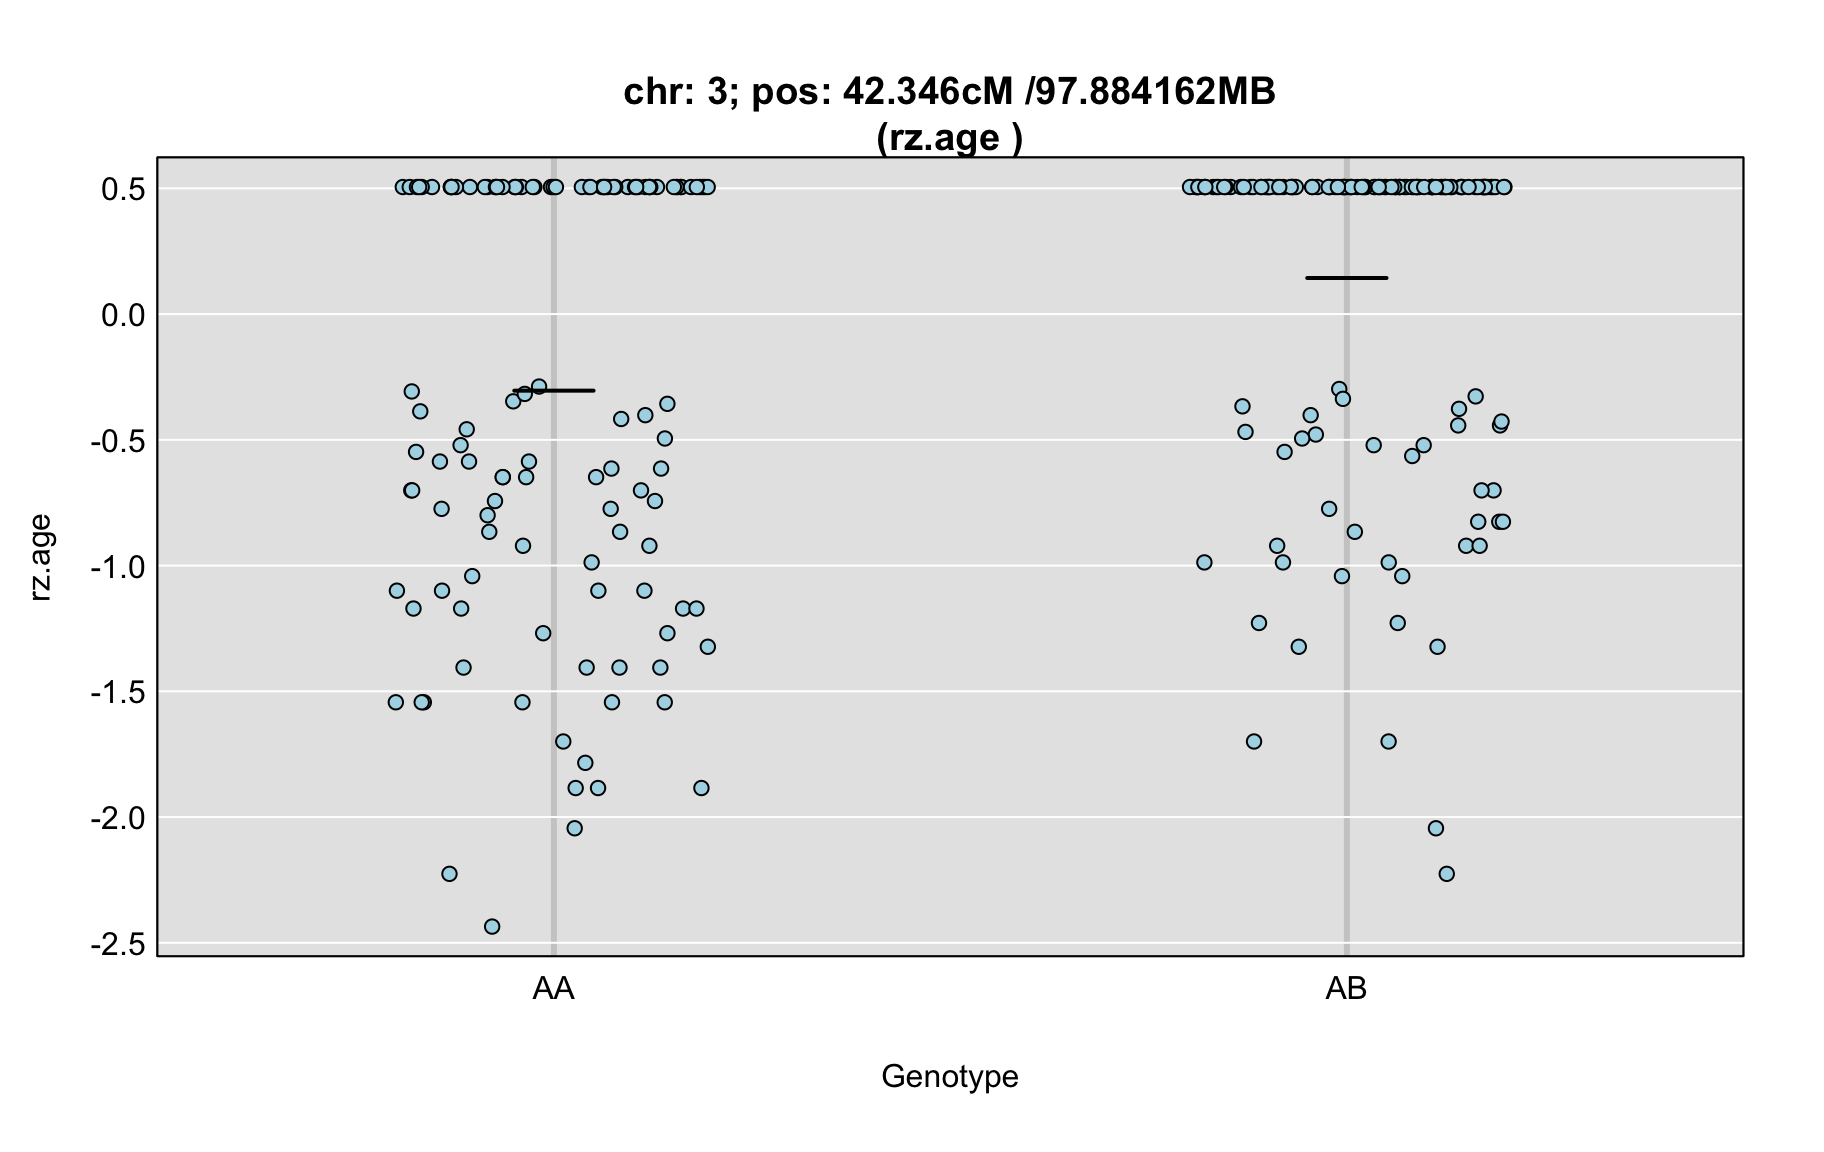 chr: 3; pos: 42.346cM /97.884162MB
(rz.age )
0.5
0.0
-0.5
-1.0
-1.5
-2.0
-2.5
rz.age
AA
AB
Genotype